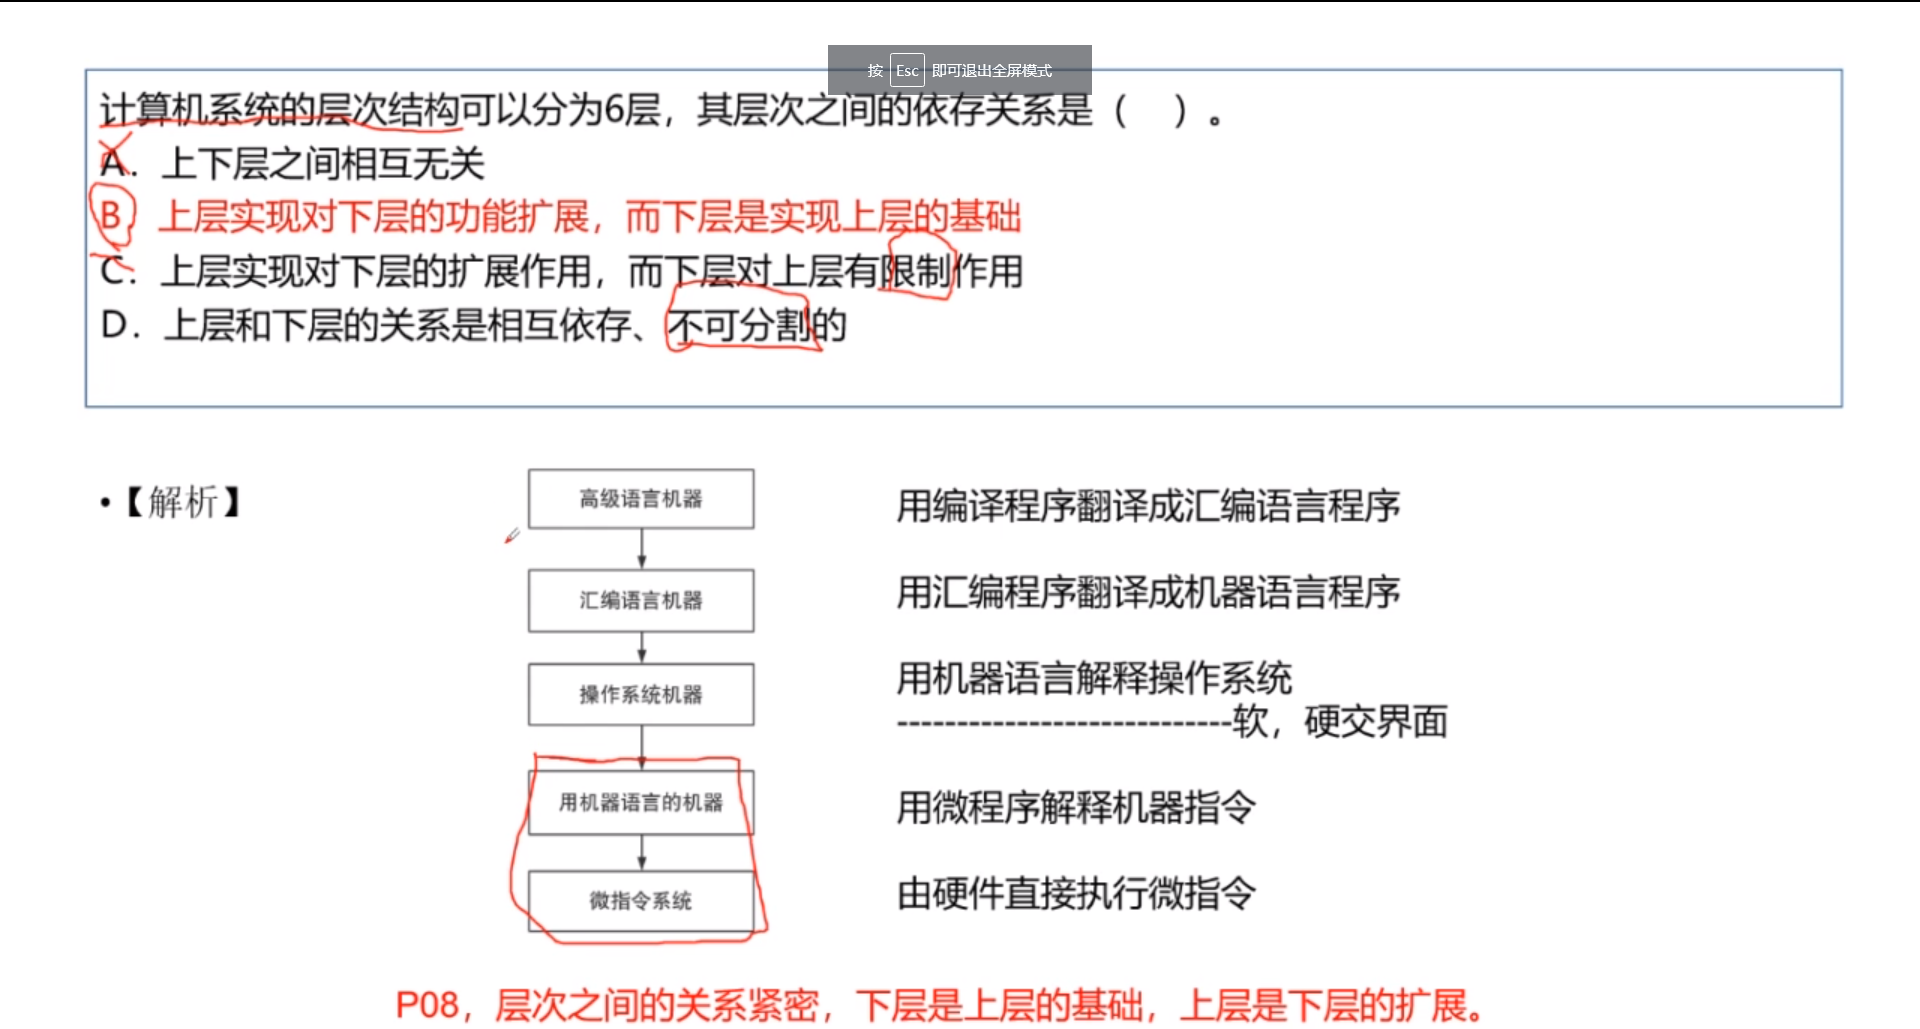 按 Esc 即可退出全屏模式
计算机系统的层次结构可以分为6层，其层次之间的依存关系是（  ）。
A. 上下层之间相互无关
B 上层实现对下层的功能扩展，而下层是实现上层的基础
C. 上层实现对下层的扩展作用，而下层对上层有限制作用
D. 上层和下层的关系是相互依存、不可分割的
•【解析】
高级语言机器
用编译程序翻译成汇编语言程序
汇编语言机器
用汇编程序翻译成机器语言程序
操作系统机器
用机器语言解释操作系统
----------------------------软，硬交界面
用机器语言的机器
用微程序解释机器指令
微指令系统
由硬件直接执行微指令
P08，层次之间的关系紧密，下层是上层的基础，上层是下层的扩展。